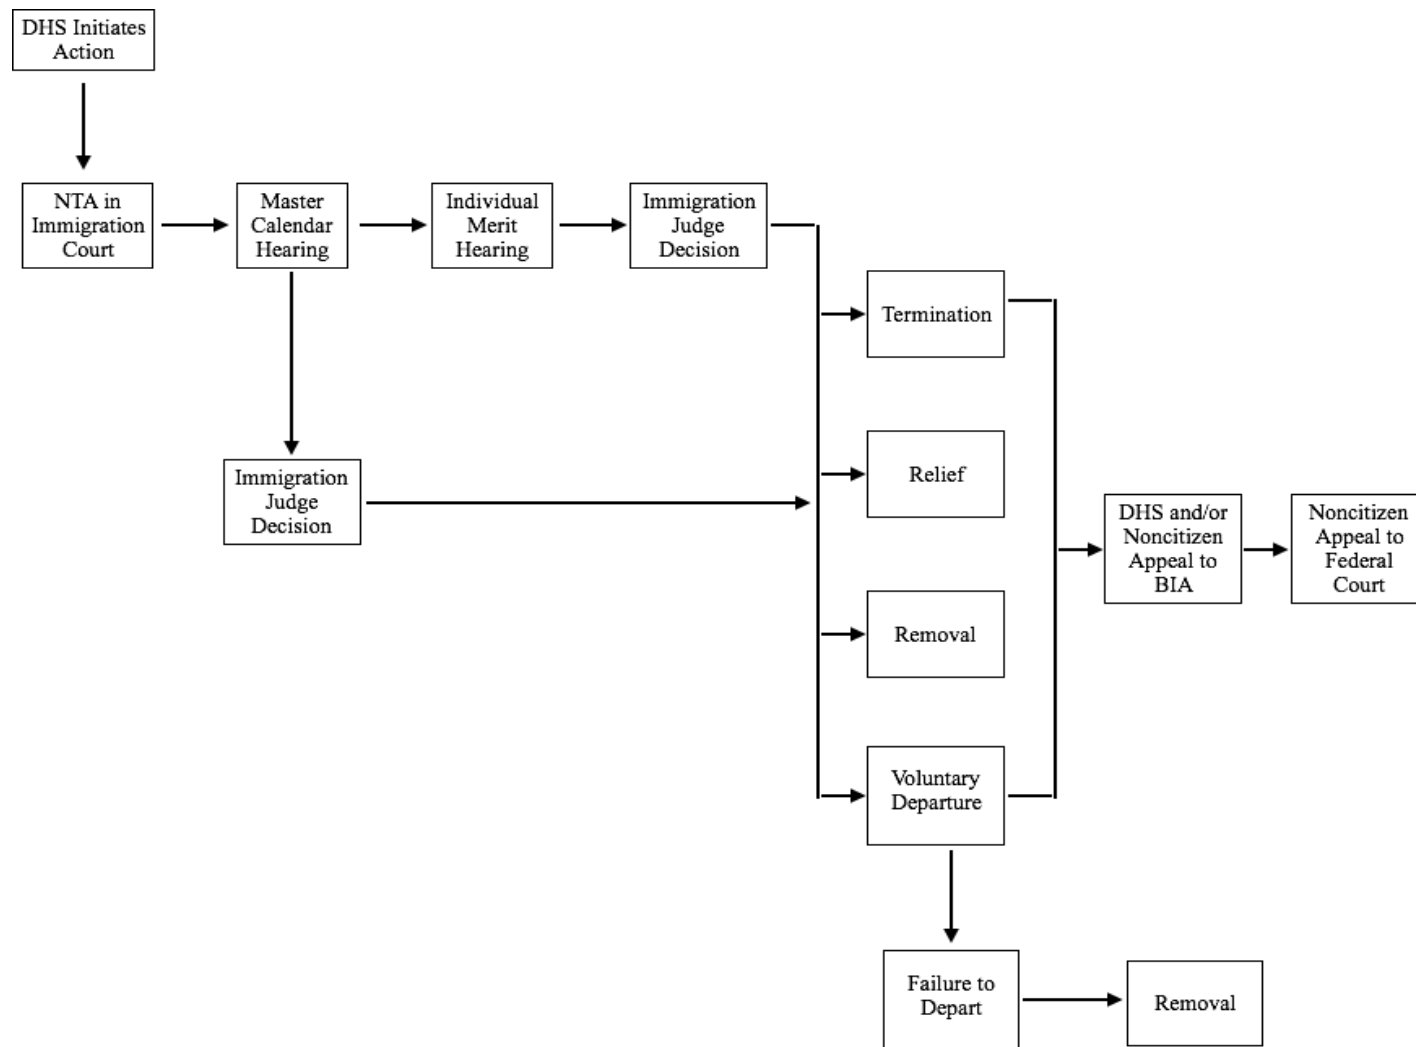 DHS Initiates
Action
NTA in
Immigration
Court
Master
Calendar
Hearing
Individual
Merit
Hearing
Immigration
Judge
Decision
Termination
Immigration
Judge
Decision
Relief
DHS and/or
Noncitizen
Appeal to
BIA
Noncitizen
Appeal to
Federal
Court
Removal
Voluntary
Departure
Failure to
Depart
Removal